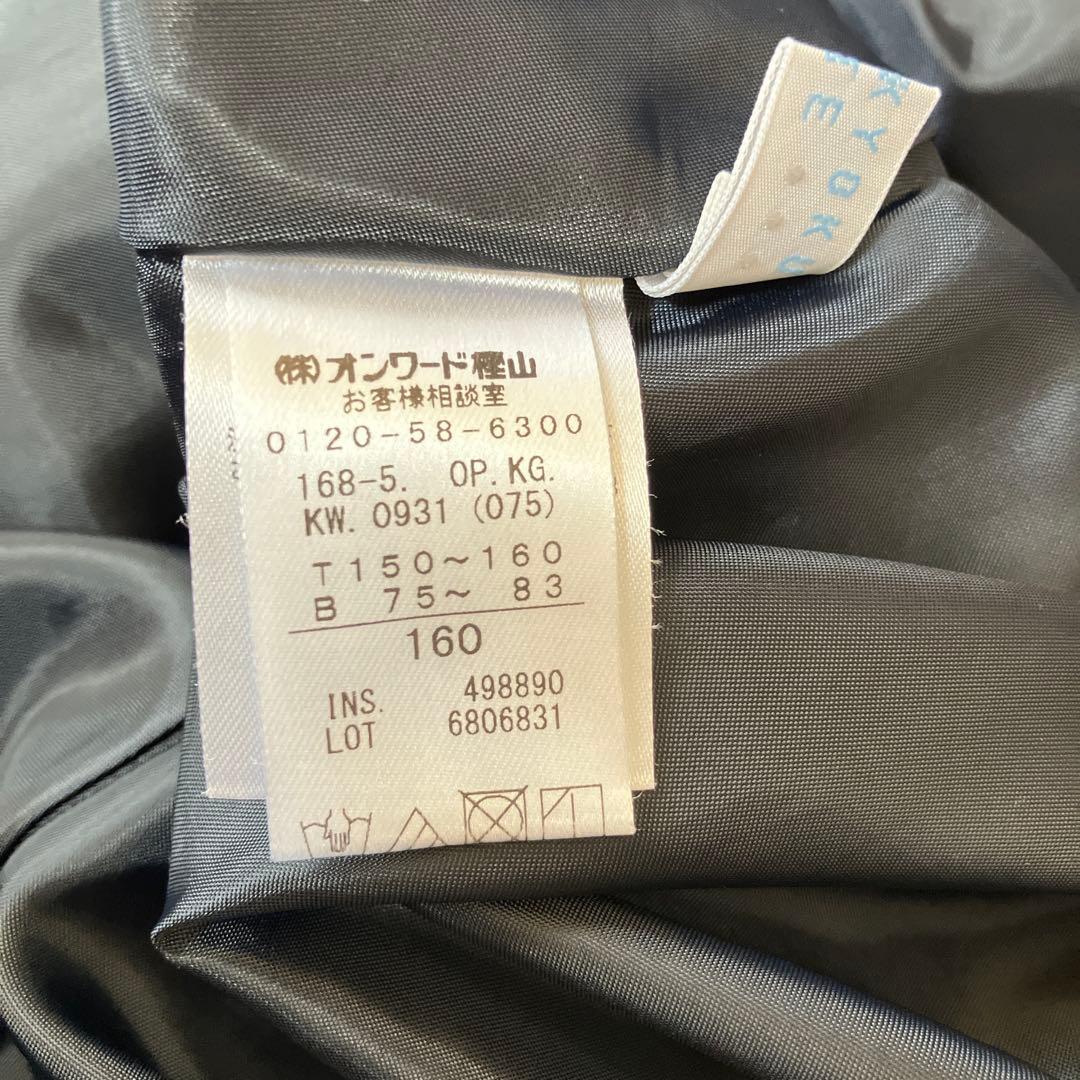 (株)オンワード樫山
お客様相談室
0120-58-6300
168-5. OP. KG.
KW. 0931 (075)
T150～160
B 75～ 83
160
INS. 498890
LOT 6806831
KYOKU